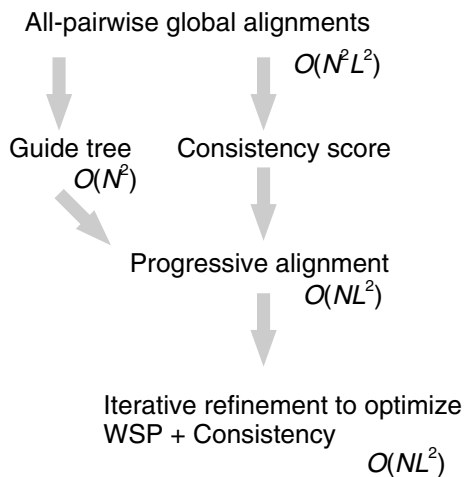 All-pairwise global alignments
O(N²L²)
Guide tree
O(N²)
Consistency score
Progressive alignment
O(NL²)
Iterative refinement to optimize
WSP + Consistency
O(NL²)